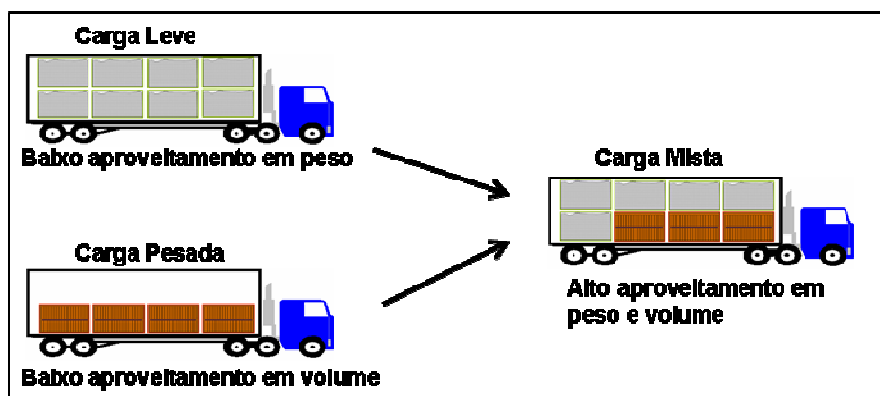 Carga Leve
Baixo aproveitamento em peso
Carga Pesada
Baixo aproveitamento em volume
Carga Mista
Alto aproveitamento em
peso e volume